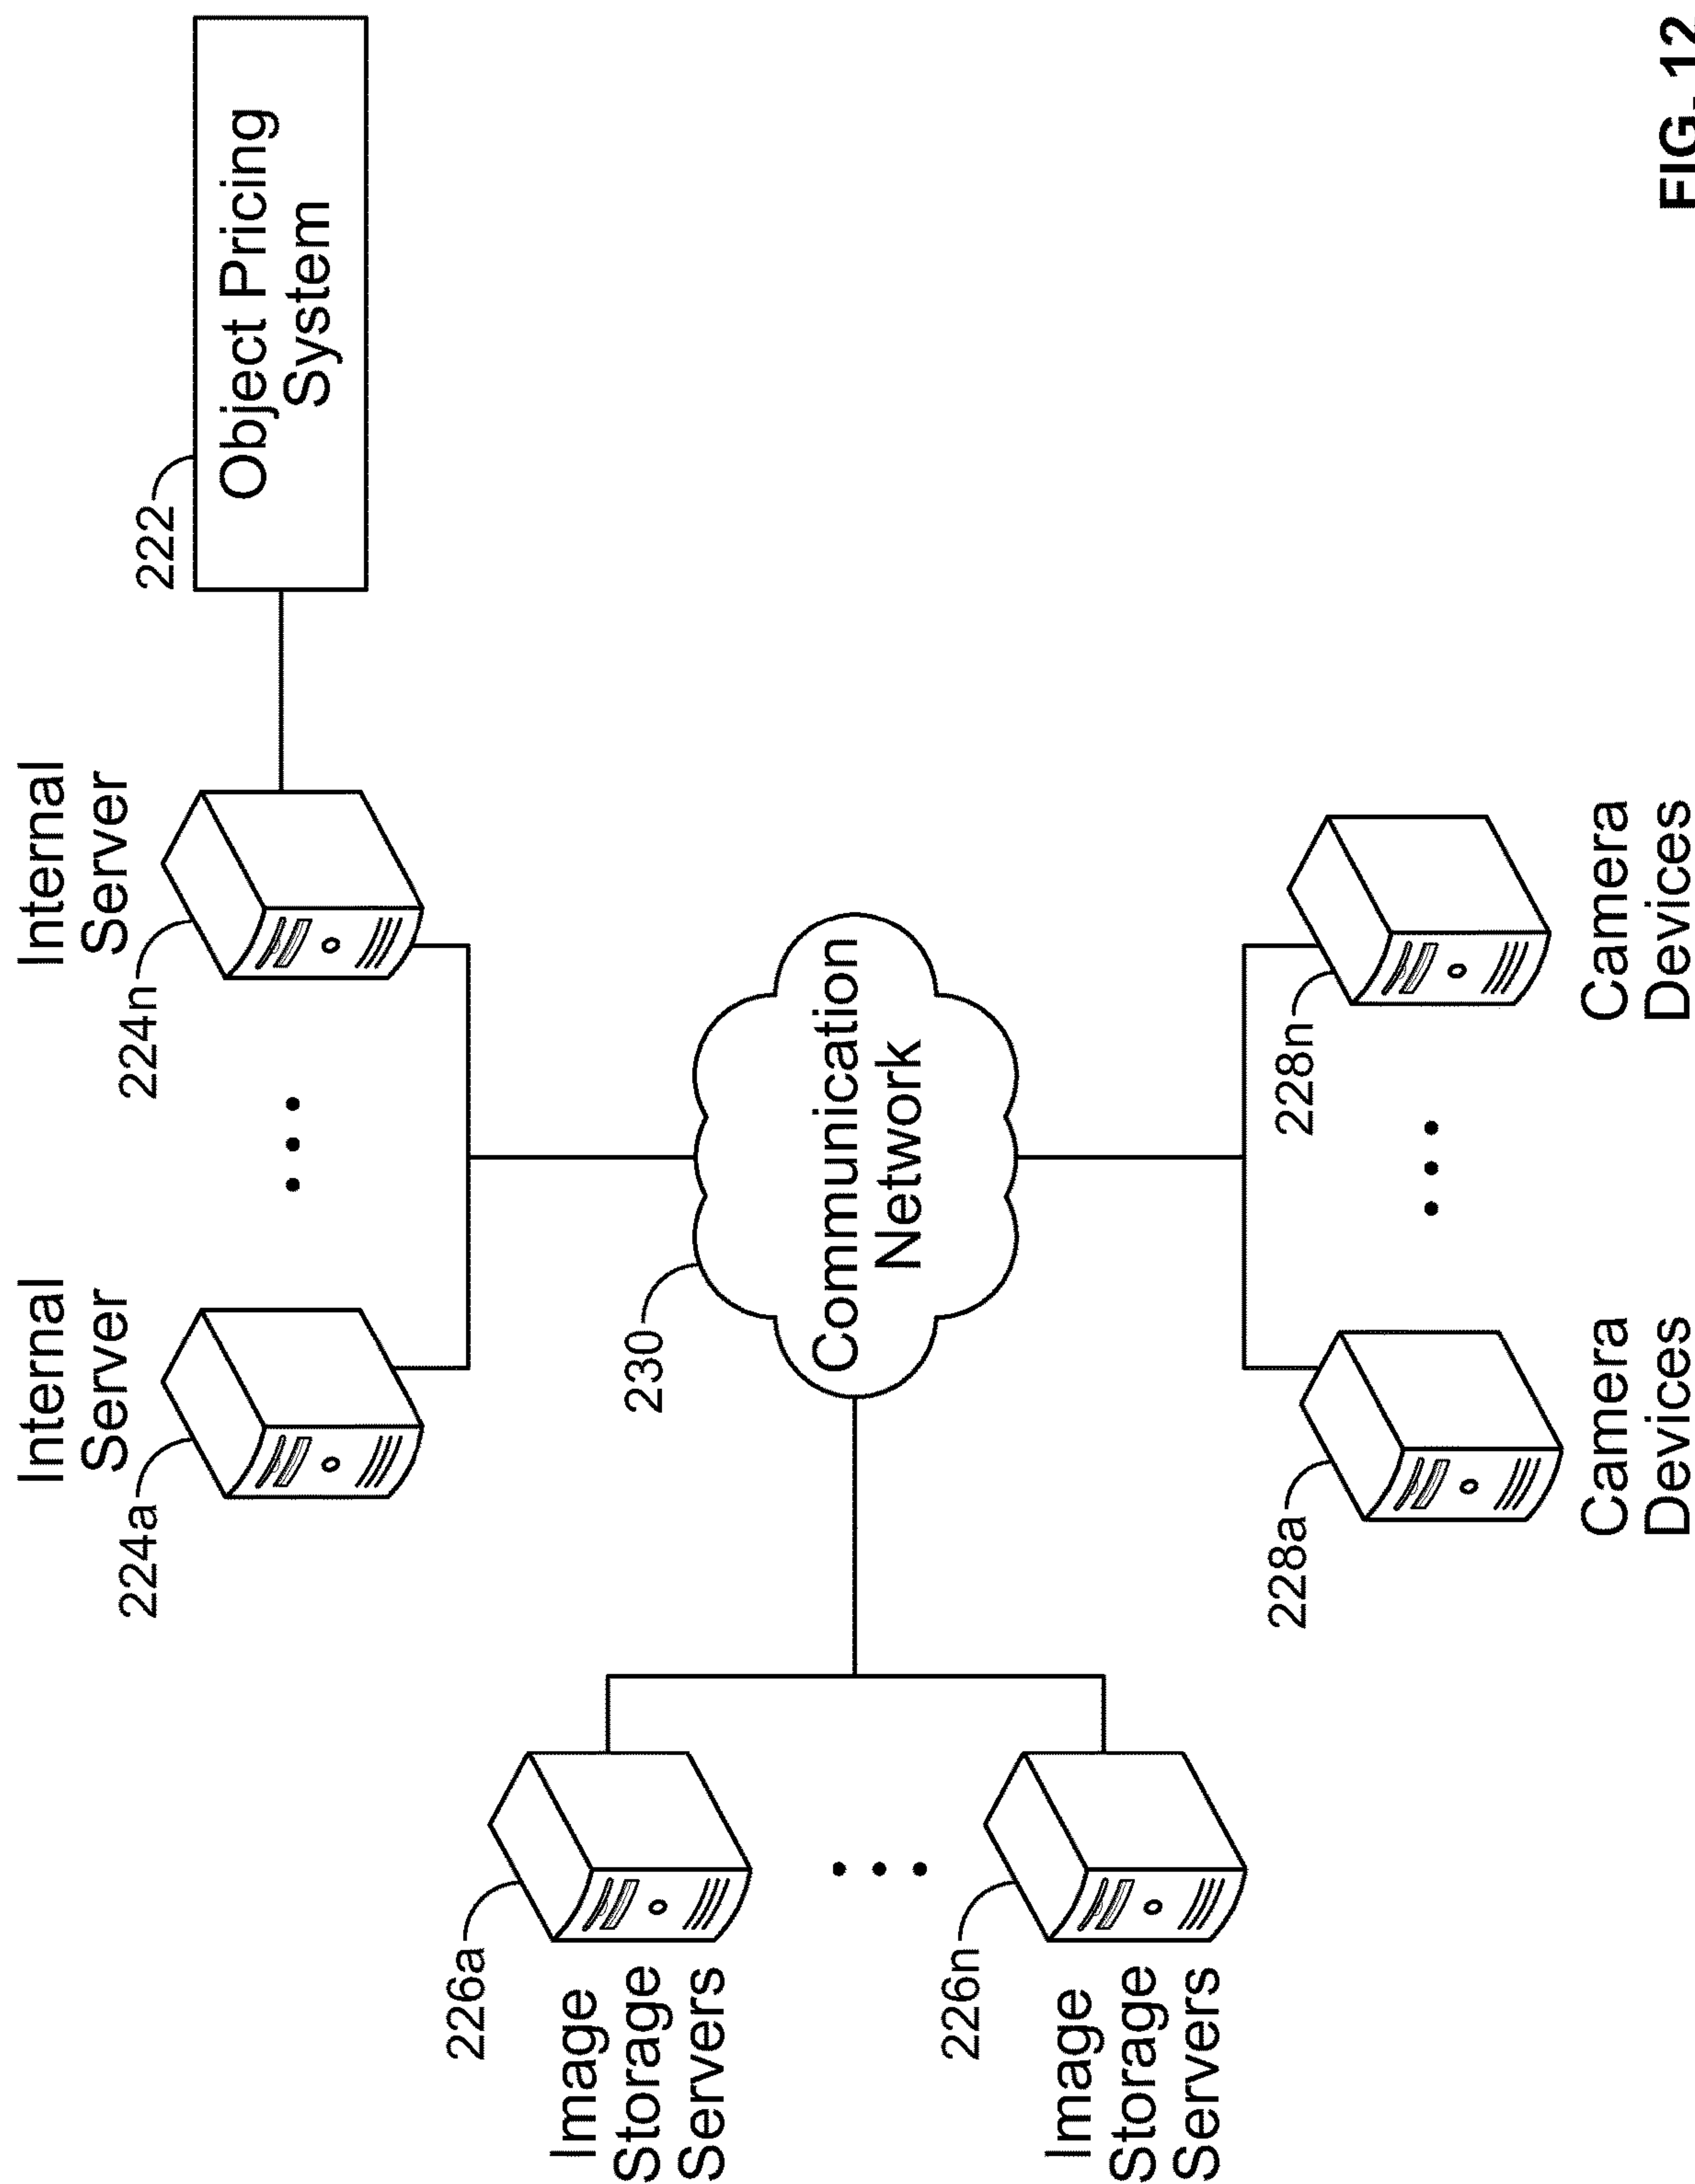 Internal
Server
224a
Internal
Server
224n
222
Object Pricing
System
226a
Image
Storage
Servers
230
Communication
Network
226n
Image
Storage
Servers
228a
Camera
Devices
228n
Camera
Devices
FIG. 12